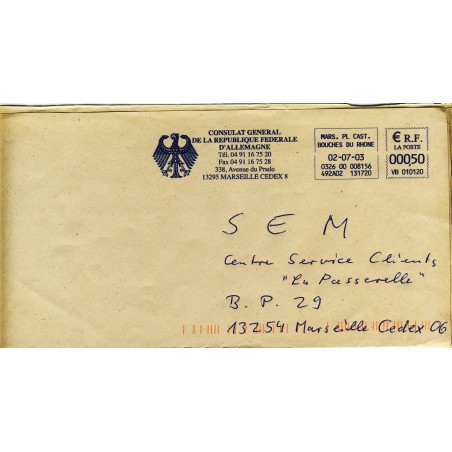 CONSULAT GENERAL
DE LA REPUBLIQUE FEDERALE
D'ALLEMAGNE
Tél. 04 91 16 75 20
Fax 04 91 16 75 28
338, Avenue du Prado
13295 MARSEILLE CEDEX 8
MARS. PL CAST.
BOUCHES DU RHONE
02-07-03
0326 00 008156
492A02 131720
€ R.F.
LA POSTE
00050
VB 010120
S E M
Centre Service Clients
"La Passerelle"
B. P. 29
13254 Marseille Cedex 06